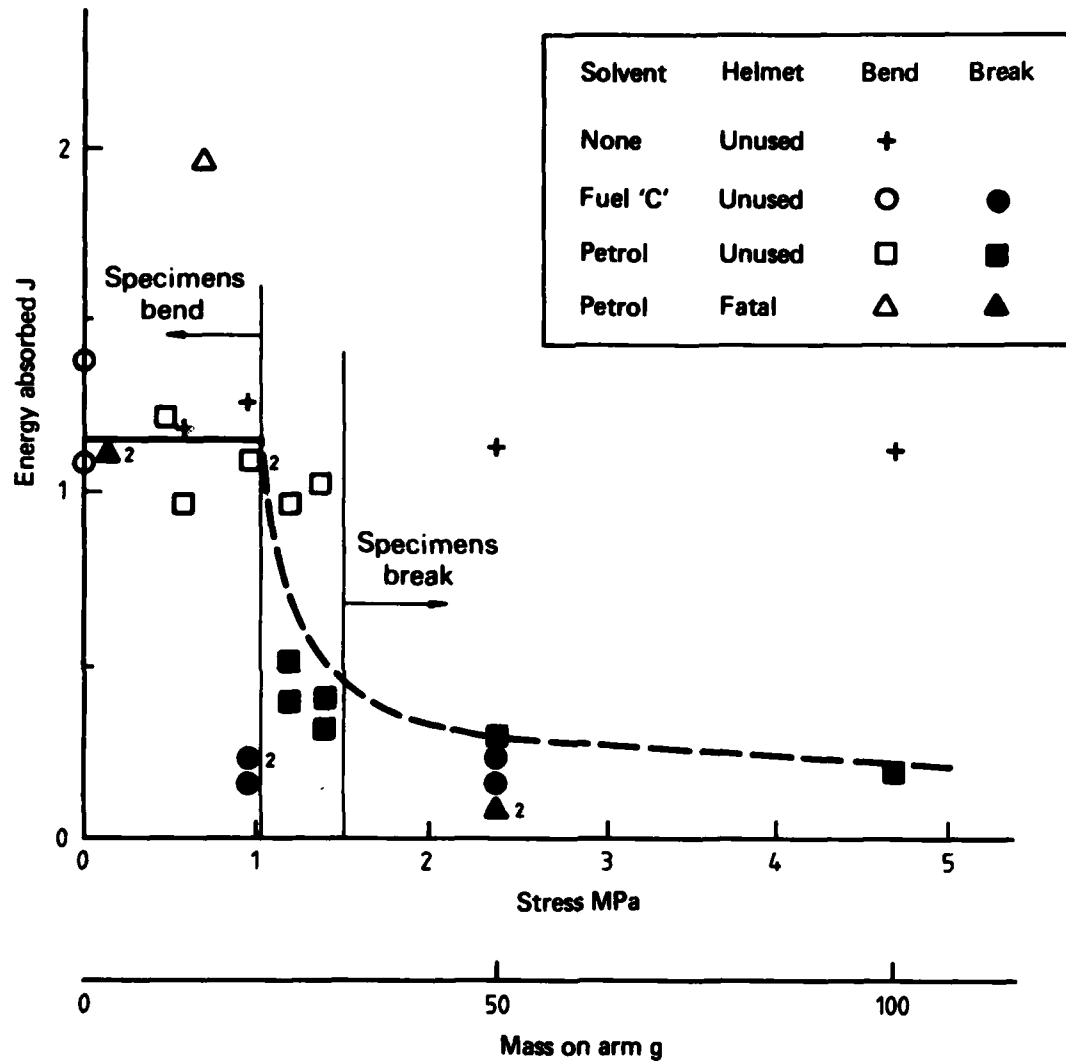 Solvent Helmet Bend Break
None Unused
Fuel 'C' Unused
Petrol Unused
Petrol Fatal
Energy absorbed J
2
1
0
Specimens
bend
2
2
Specimens
break
2
2
0 1 2 3 4 5
Stress MPa
0 50 100
Mass on arm g